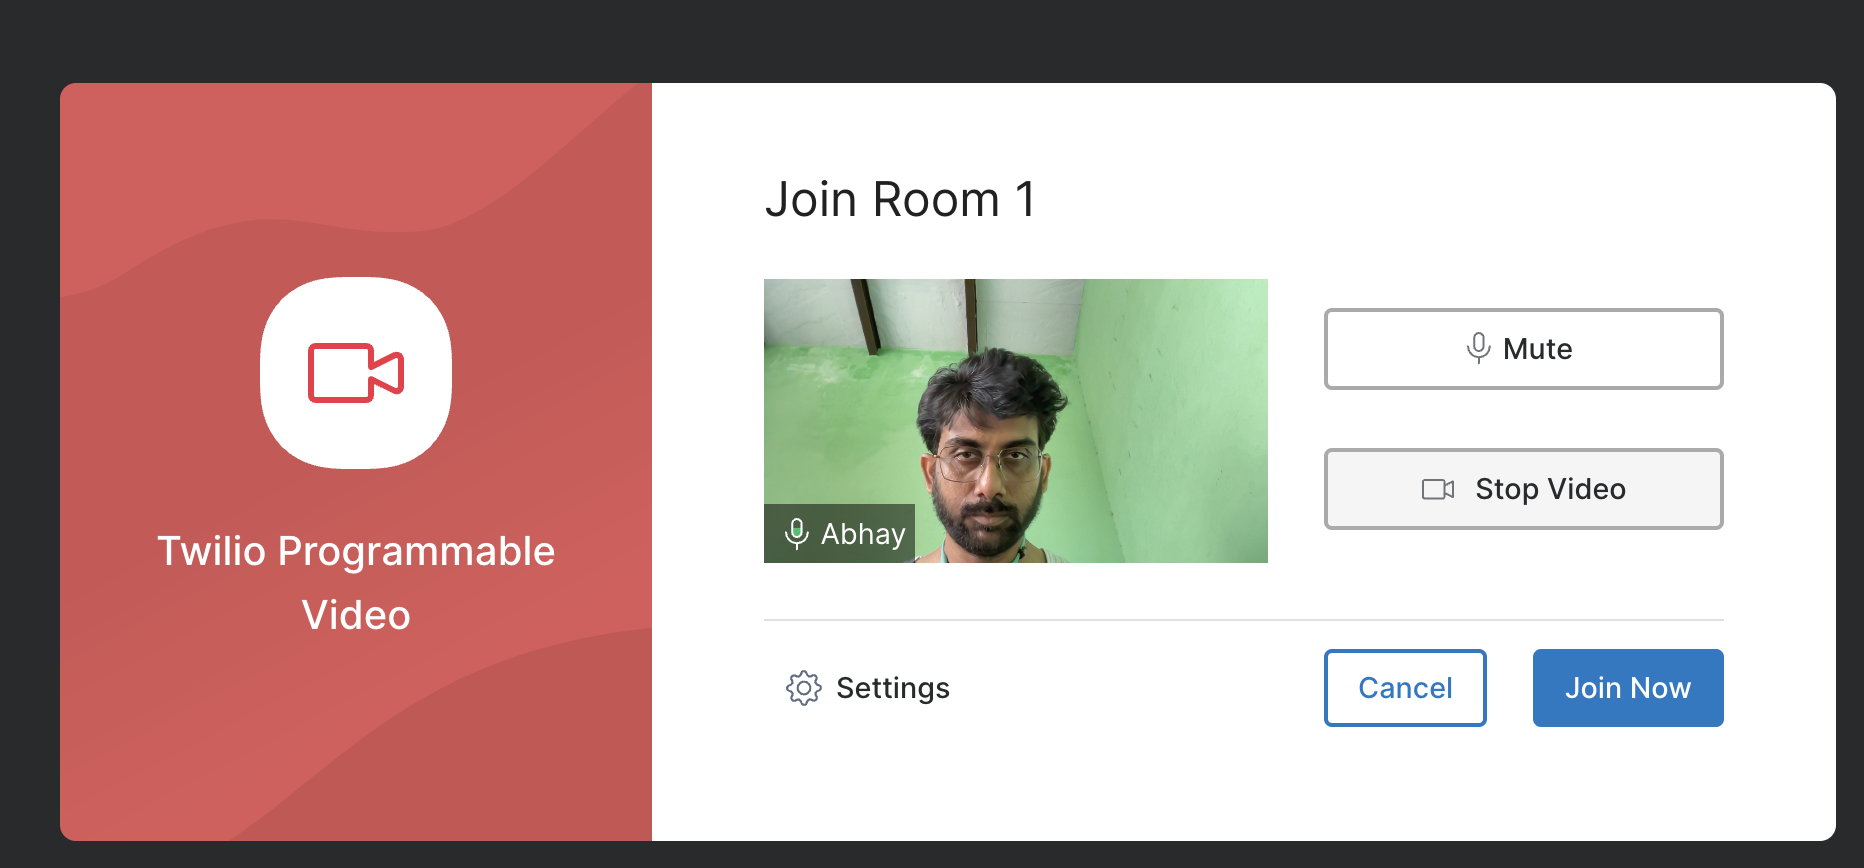 Twilio Programmable
Video
Join Room 1
Abhay
Mute
Stop Video
Settings
Cancel
Join Now